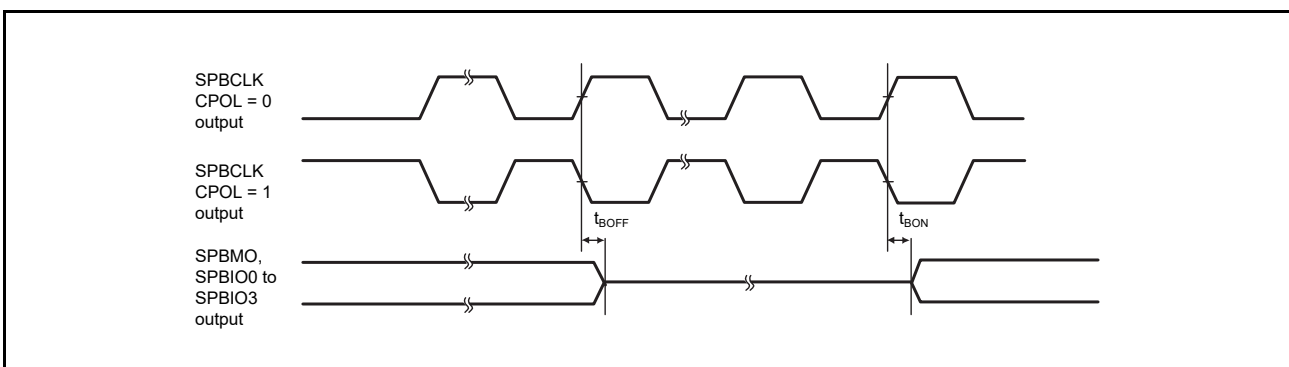 SPBCLK
CPOL = 0
output
SPBCLK
CPOL = 1
output
tBOFF
tBON
SPBMO,
SPBIO0 to
SPBIO3
output